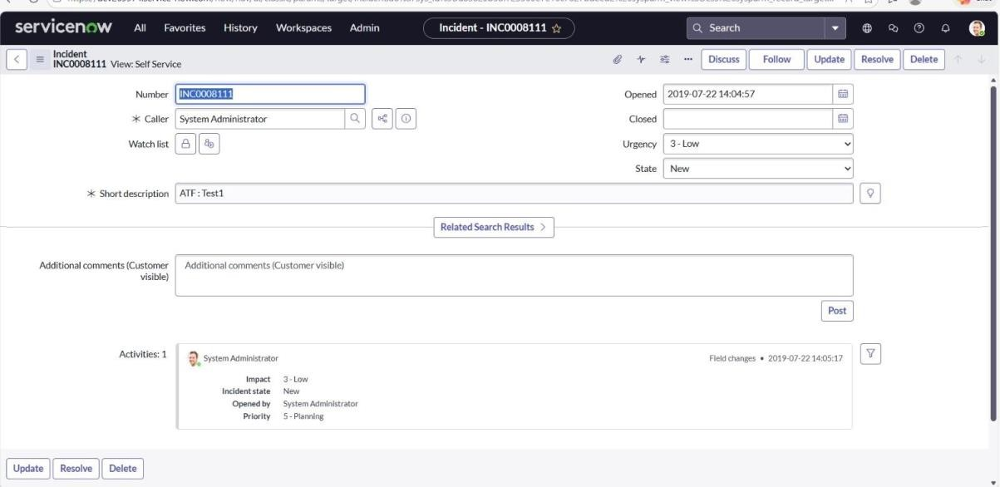 servicenow All Favorites History Workspaces Admin Incident - INC0008111 Search
Incident
INC0008111 View: Self Service
Discuss Follow Update Resolve Delete
Number INC0008111 Opened 2019-07-22 14:04:57
Caller System Administrator Closed
Watch list Urgency 3 - Low
State New
Short description ATF : Test1
Related Search Results
Additional comments (Customer visible) Additional comments (Customer visible)
Post
Activities: 1 System Administrator Field changes • 2019-07-22 14:05:17
Impact 3 - Low
Incident state New
Opened by System Administrator
Priority 5 - Planning
Update Resolve Delete